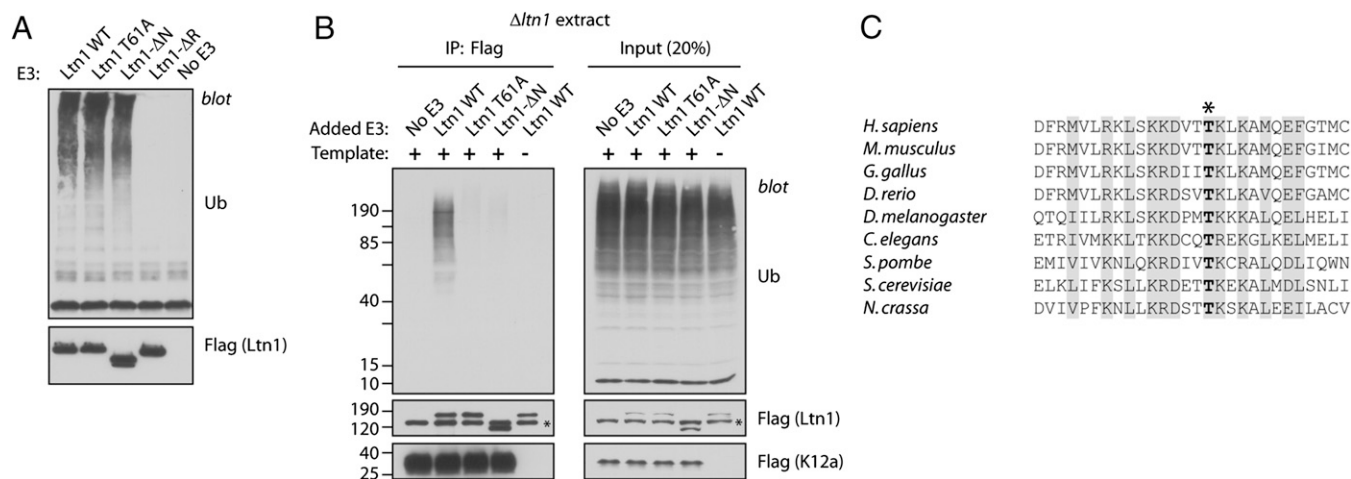 A
E3:
Ltn1 WT
Ltn1 T61A
Ltn1-ΔN
Ltn1-ΔR
No E3
blot
Ub
Flag (Ltn1)
B
Δltn1 extract
IP: Flag
Input (20%)
Added E3:
No E3
Ltn1 WT
Ltn1 T61A
Ltn1-ΔN
Ltn1 WT
No E3
Ltn1 WT
Ltn1 T61A
Ltn1-ΔN
Ltn1 WT
Template: + + + + - + + + + -
blot
190
85
Ub
40
15
10
190
120
*
*
Flag (Ltn1)
40
25
Flag (K12a)
C
*
H.sapiens DFRMVLRKLSKKDVTTKLKAMQEFGTMC
M.musculus DFRMVLRKLSKKDVTTKLKAMQEFGIMC
G.gallus DFRMVLRKLSKKDIITKLKAMQEFGTMC
D.rerio DFRMVLRKLSKKDSVTKLKAVQEFGAMC
D.melanogaster QTQIILRKLSKKDPMTKKKALQELHELI
C.elegans ETRIVMKKLTKKDCQTREKGLKELMELI
S.pombe EMIVIVKNLQKRDIVTKCRALQDLIQWN
S.cerevisiae ELKLIFKSLLKRDETTKEKALMDLSNLI
N.crassa DVIVPFKNLLKRDSTTKSKALEEILACV